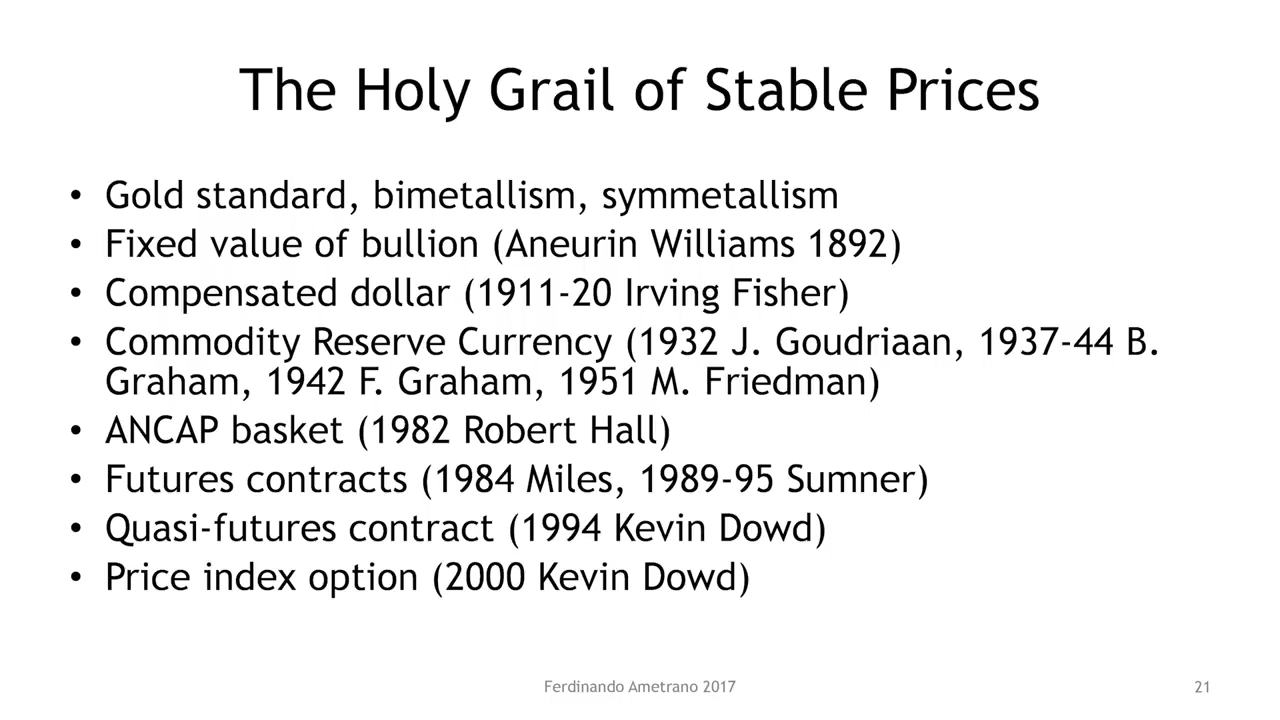 The Holy Grail of Stable Prices
• Gold standard, bimetallism, symmetallism
• Fixed value of bullion (Aneurin Williams 1892)
• Compensated dollar (1911-20 Irving Fisher)
• Commodity Reserve Currency (1932 J. Goudriaan, 1937-44 B.
Graham, 1942 F. Graham, 1951 M. Friedman)
• ANCAP basket (1982 Robert Hall)
• Futures contracts (1984 Miles, 1989-95 Sumner)
• Quasi-futures contract (1994 Kevin Dowd)
• Price index option (2000 Kevin Dowd)
Ferdinando Ametrano 2017
21